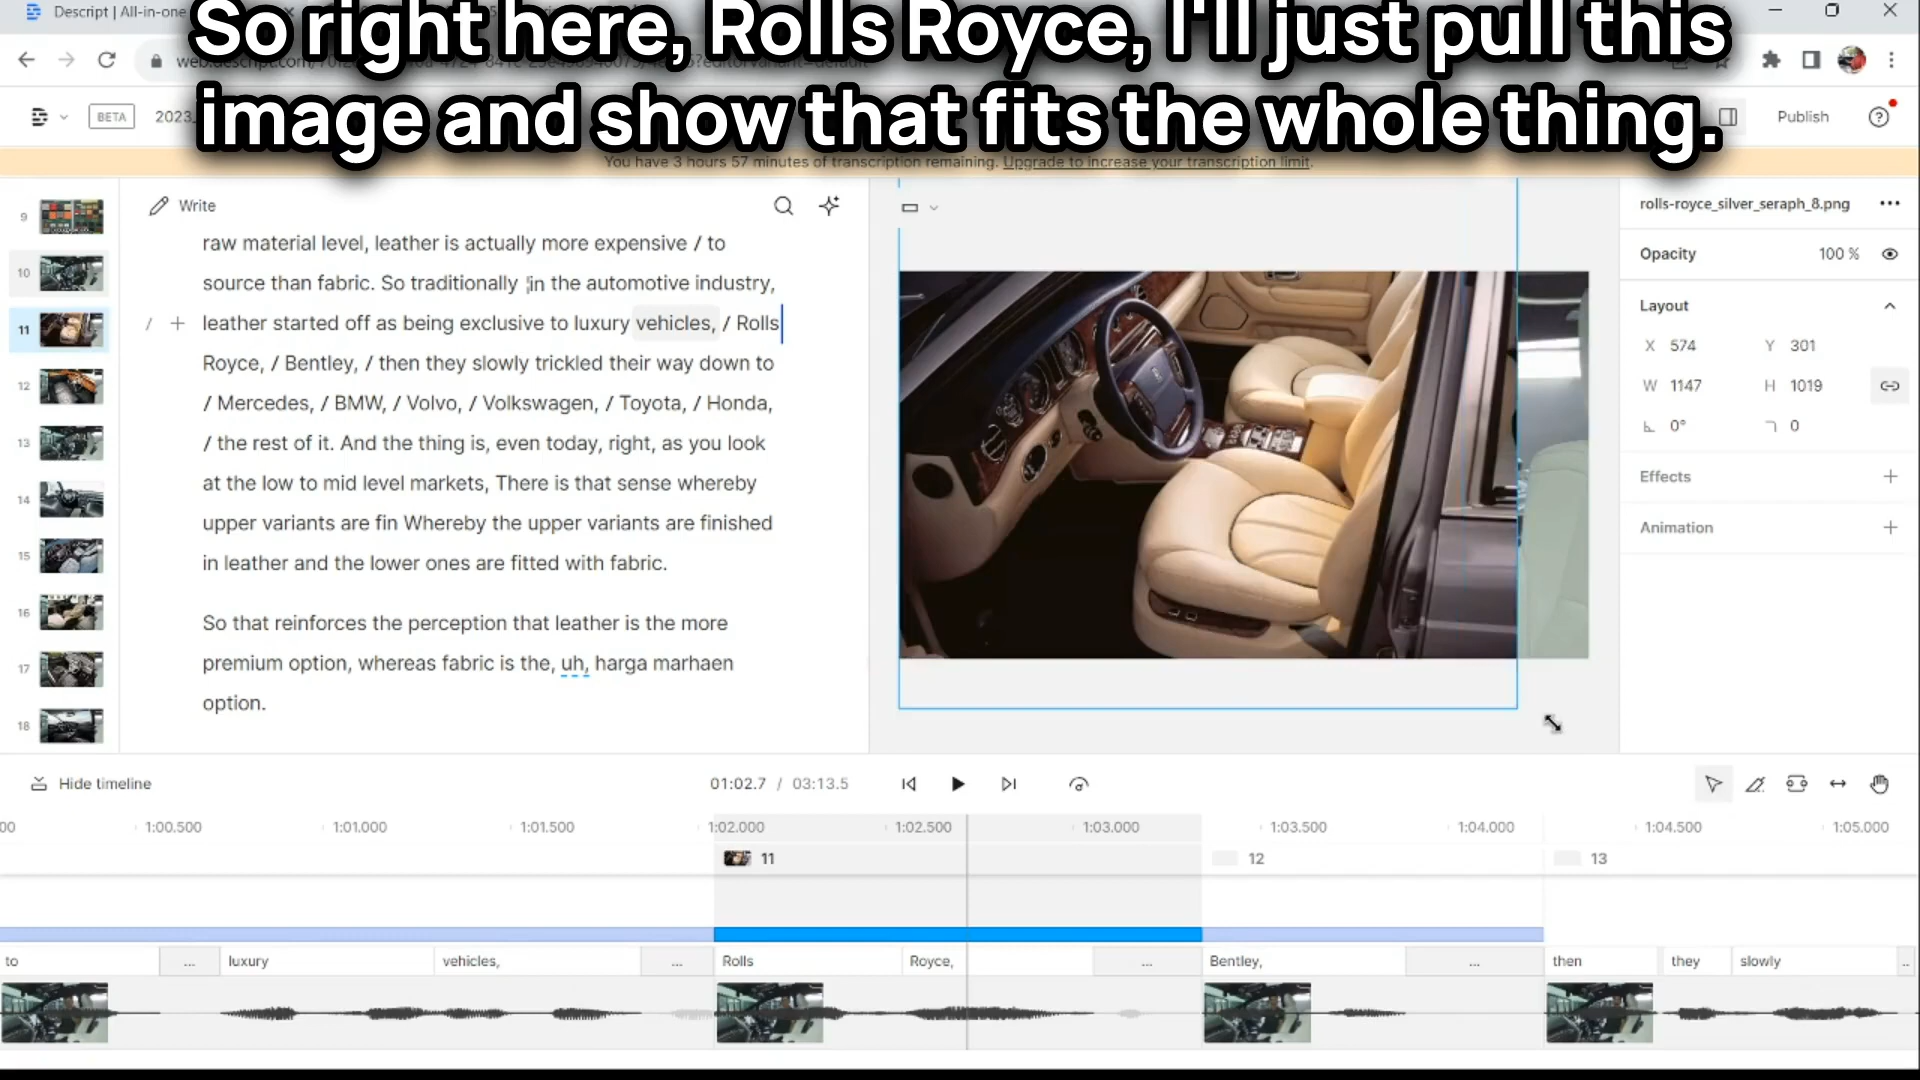 Descript | All-in-one
So right here, Rolls Royce, I'll just pull this
image and show that fits the whole thing.
BETA
2023
Publish
You have 3 hours 57 minutes of transcription remaining. Upgrade to increase your transcription limit.
9
10
11
12
13
14
15
16
17
18
Write
raw material level, leather is actually more expensive / to
source than fabric. So traditionally in the automotive industry,
/ + leather started off as being exclusive to luxury vehicles, / Rolls
Royce, / Bentley, / then they slowly trickled their way down to
/ Mercedes, / BMW, / Volvo, / Volkswagen, / Toyota, / Honda,
/ the rest of it. And the thing is, even today, right, as you look
at the low to mid level markets, There is that sense whereby
upper variants are fin Whereby the upper variants are finished
in leather and the lower ones are fitted with fabric.
So that reinforces the perception that leather is the more
premium option, whereas fabric is the, uh, harga marhaen
option.
rolls-royce_silver_seraph_8.png
Opacity 100 %
Layout
X 574 Y 301
W 1147 H 1019
0° 0
Effects
Animation
Hide timeline
01:02.7 / 03:13.5
00 1:00.500 1:01.000 1:01.500 1:02.000 1:02.500 1:03.000 1:03.500 1:04.000 1:04.500 1:05.000
11 12 13
to ... luxury vehicles, ... Rolls Royce, ... Bentley, ... then they slowly ..